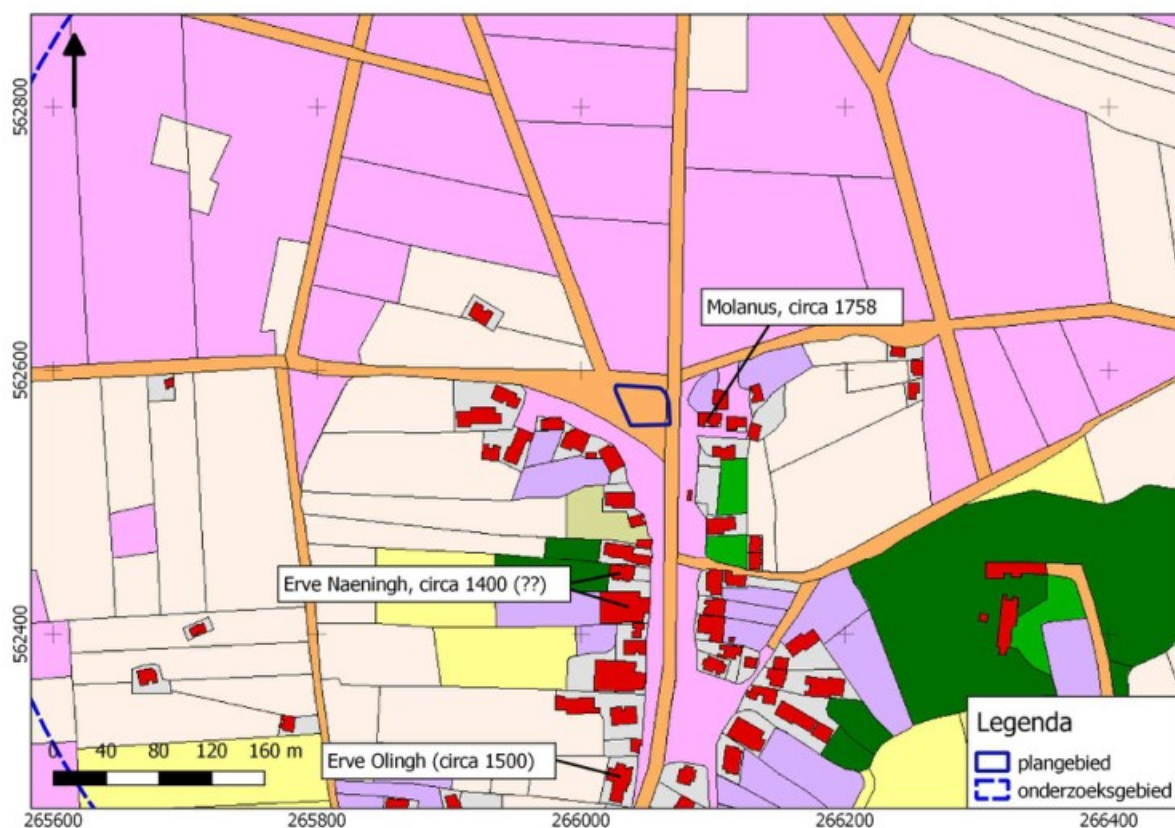 562800
Molanus, circa 1758
562600
Erve Naeningh, circa 1400 (??)
562400
Legenda
plangebied
onderzoeksgebied
0 40 80 120 160 m
Erve Olingh (circa 1500)
265600 265800 266000 266200 266400